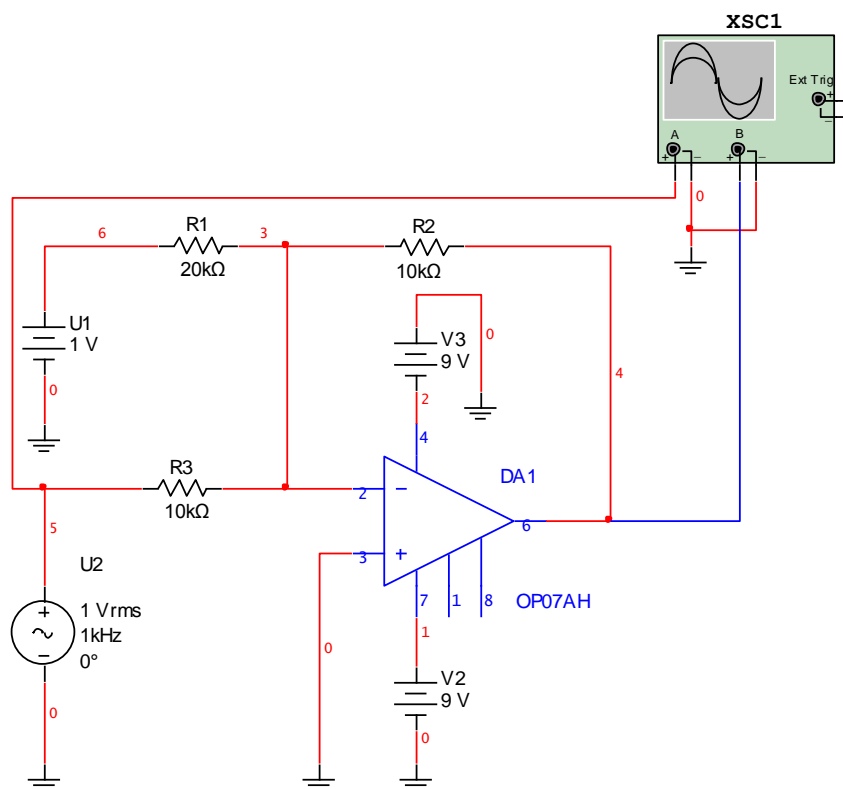 XSC1
Ext Trig
+
_
A
B
+
_
+
_
0
6
R1
20kΩ
3
R2
10kΩ
U1
1 V
0
V3
9 V
0
2
4
4
R3
10kΩ
2
−
DA1
6
3
+
7
1
8
OP07AH
5
U2
+
−
1 Vrms
1kHz
0°
0
0
1
V2
9 V
0